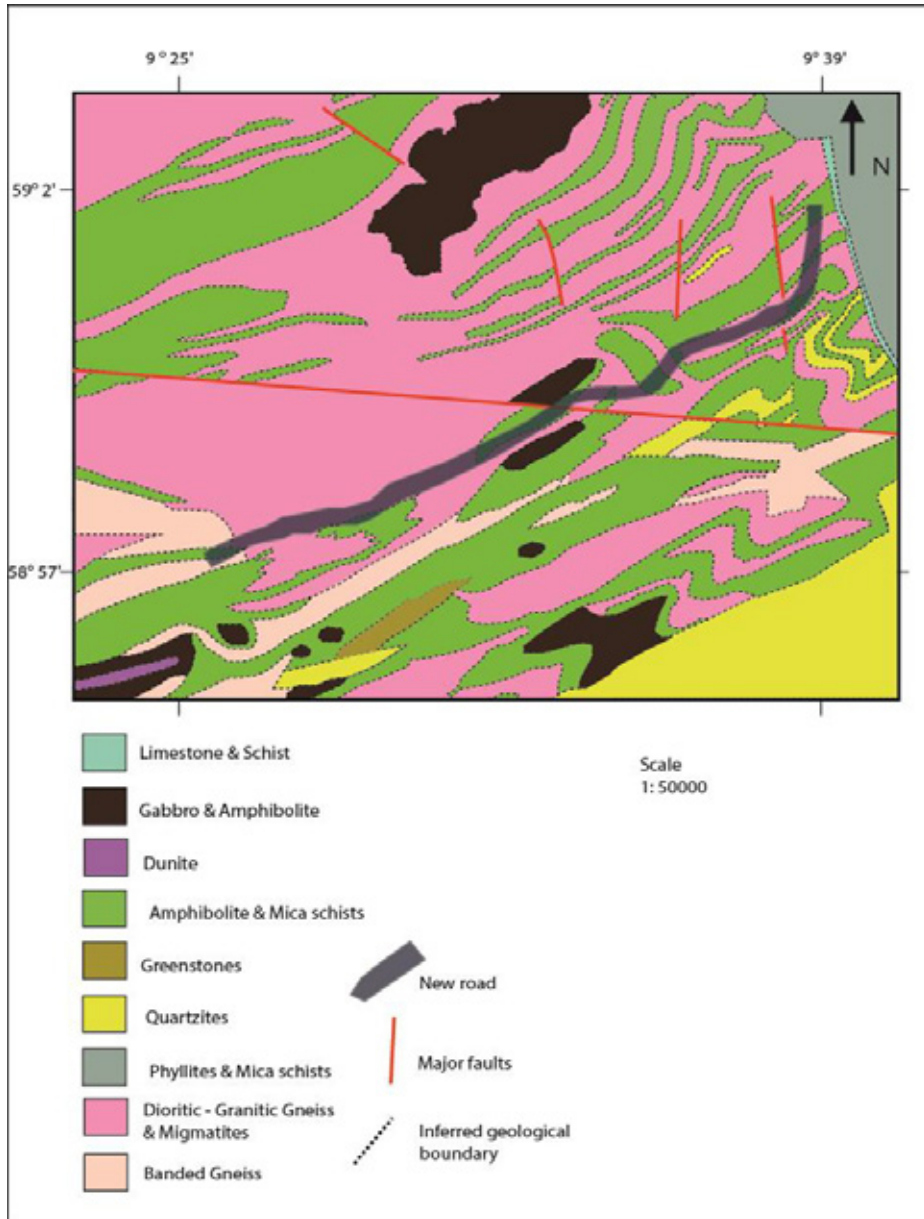 9 ° 25'
9° 39'
N
59° 2'
58° 57'
Limestone & Schist
Gabbro & Amphibolite
Dunite
Amphibolite & Mica schists
Greenstones
Quartzites
Phyllites & Mica schists
Dioritic - Granitic Gneiss
& Migmatites
Banded Gneiss
Scale
1: 50000
New road
Major faults
Inferred geological
boundary